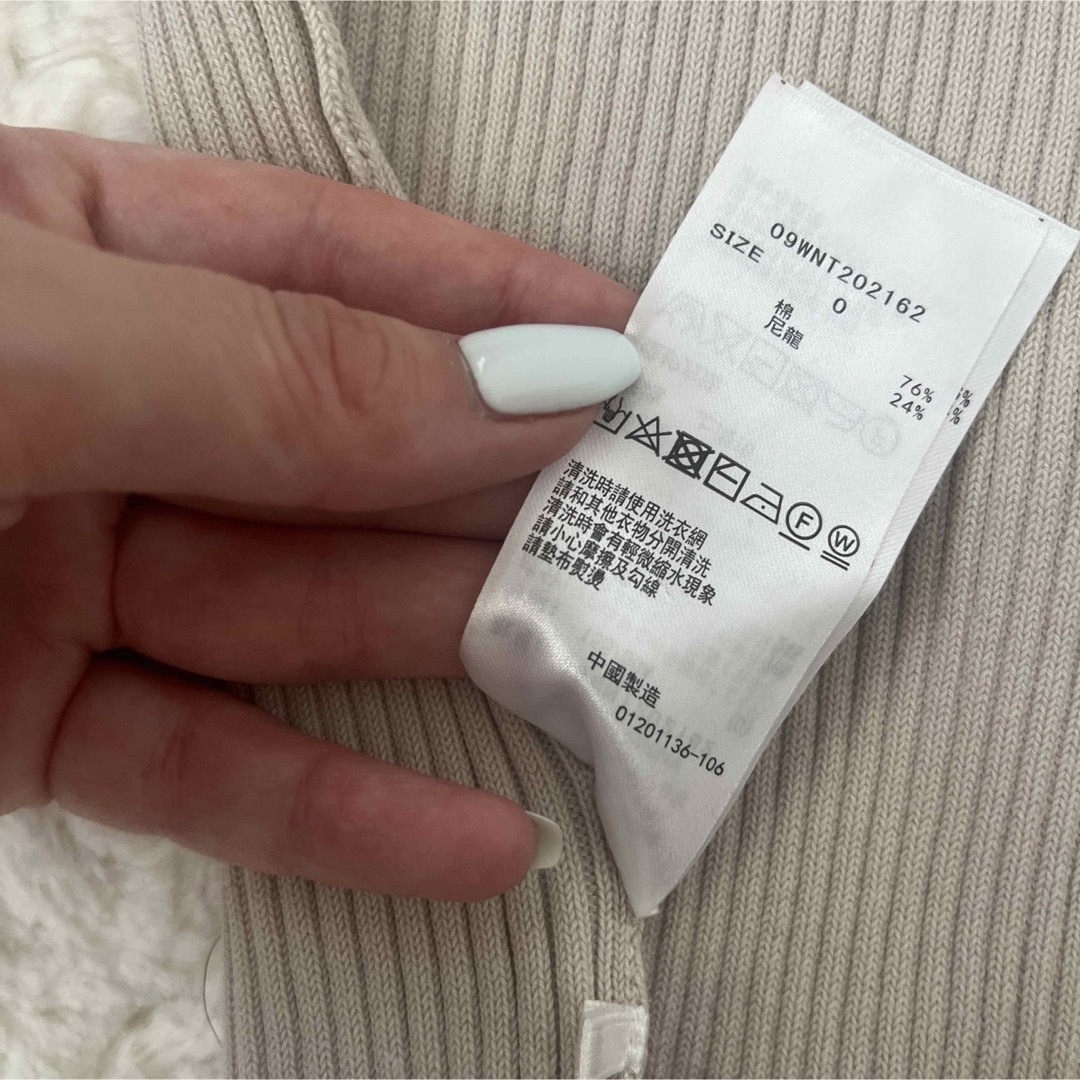 09WNT202162
SIZE 0
棉 76%
尼龍 24%
F W
清洗時請使用洗衣網
請和其他衣物分開清洗
清洗時會有輕微縮水現象
請小心摩擦及勾線
請墊布熨燙
中國製造
01201136-106